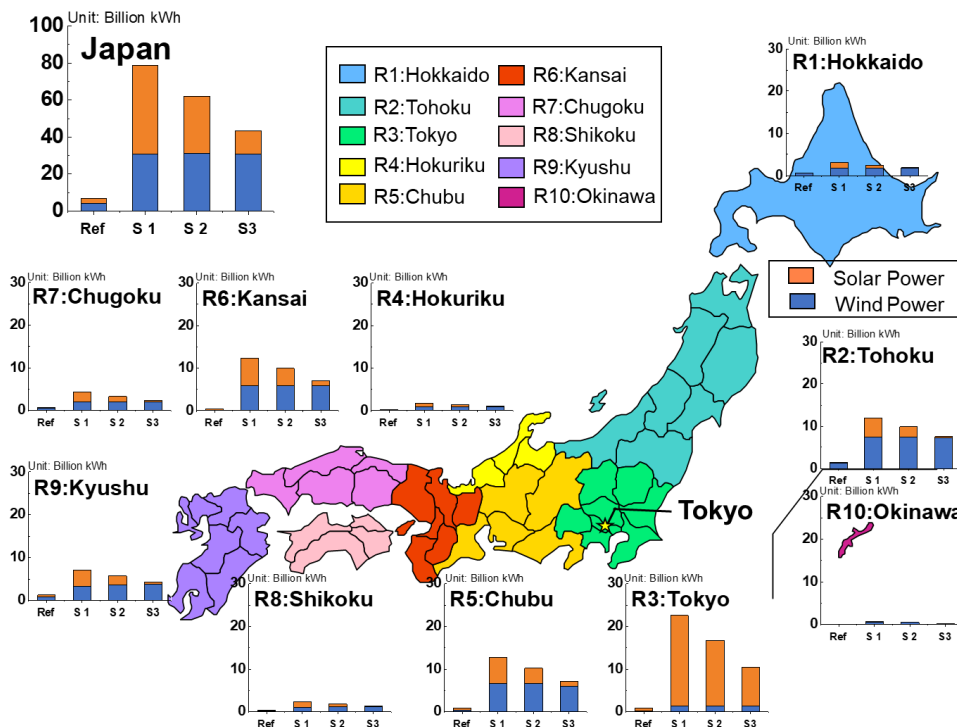 Unit: Billion kWh
Japan
100
80
60
40
20
0
Ref S 1 S 2 S3
R1:Hokkaido
R2:Tohoku
R3:Tokyo
R4:Hokuriku
R5:Chubu
R6:Kansai
R7:Chugoku
R8:Shikoku
R9:Kyushu
R10:Okinawa
Unit: Billion kWh
R1:Hokkaido
30
20
10
0
Ref S 1 S 2 S3
Solar Power
Wind Power
Unit: Billion kWh
R7:Chugoku
30
20
10
0
Ref S 1 S 2 S3
Unit: Billion kWh
R6:Kansai
30
20
10
0
Ref S 1 S 2 S3
Unit: Billion kWh
R4:Hokuriku
30
20
10
0
Ref S 1 S 2 S3
Unit: Billion kWh
R2:Tohoku
30
20
10
0
Ref S 1 S 2 S3
Unit: Billion kWh
R9:Kyushu
30
20
10
0
Ref S 1 S 2 S3
Tokyo
Unit: Billion kWh
R10:Okinawa
30
20
10
0
Ref S 1 S 2 S3
Unit: Billion kWh
R8:Shikoku
30
20
10
0
Ref S 1 S 2 S3
Unit: Billion kWh
R5:Chubu
30
20
10
0
Ref S 1 S 2 S3
Unit: Billion kWh
R3:Tokyo
30
20
10
0
Ref S 1 S 2 S3